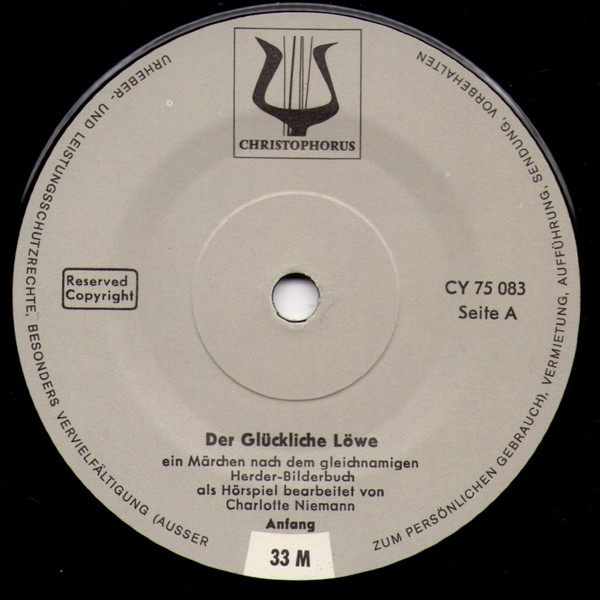 CHRISTOPHORUS
Reserved
Copyright
CY 75 083
Seite A
Der Glückliche Löwe
ein Märchen nach dem gleichnamigen
Herder-Bilderbuch
als Hörspiel bearbeitet von
Charlotte Niemann
Anfang
33 M
URHEBER- UND LEISTUNGSSCHUTZRECHTE, BESONDERS VERVIELFÄLTIGUNG (AUSSER ZUM PERSÖNLICHEN GEBRAUCH), VERMIETUNG, AUFFÜHRUNG, SENDUNG, VORBEHALTEN